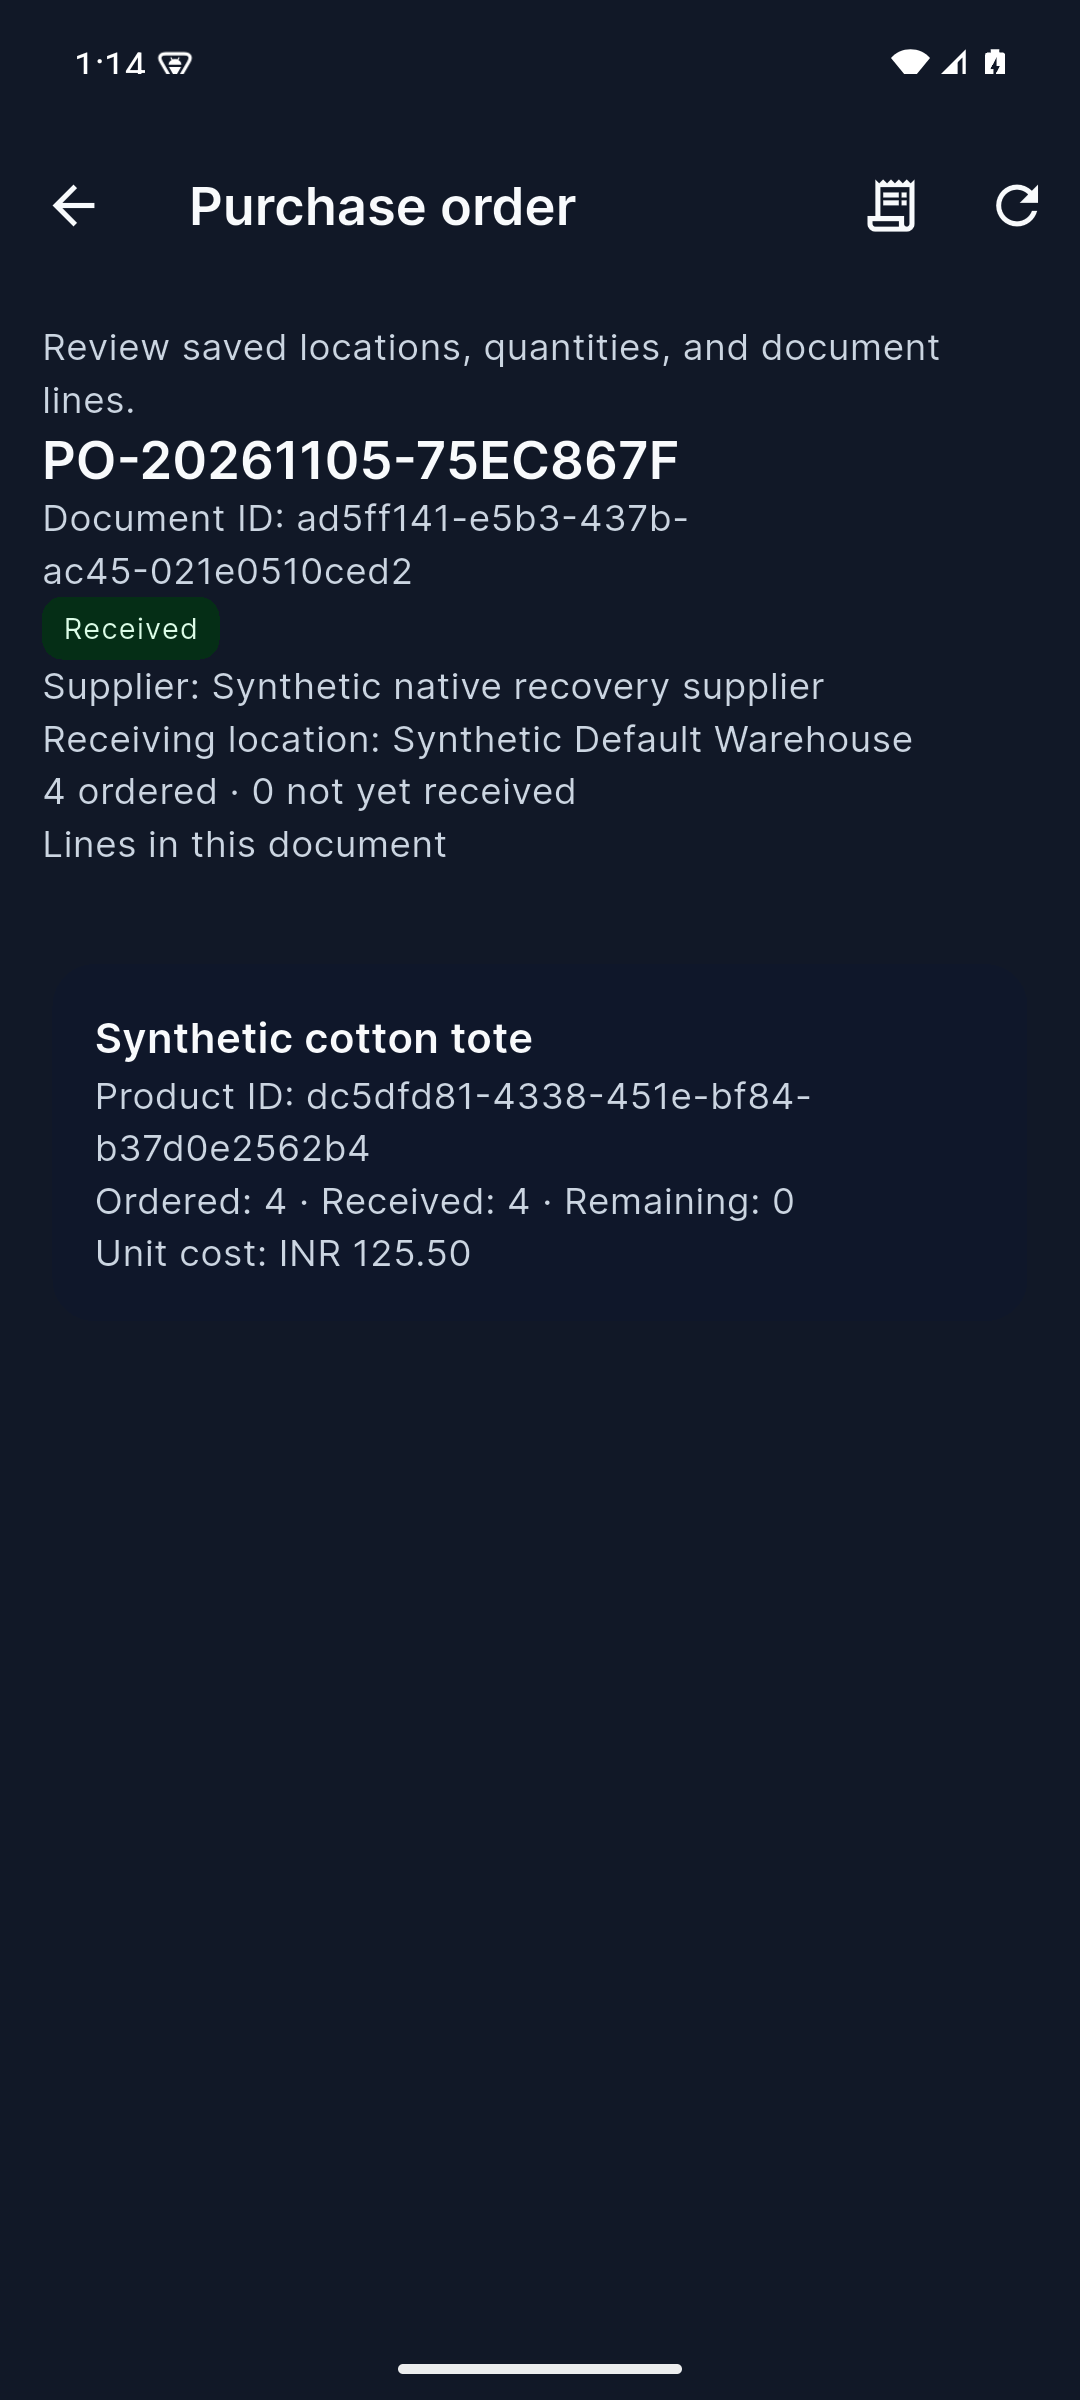 1:14
Purchase order
Review saved locations, quantities, and document
lines.
PO-20261105-75EC867F
Document ID: ad5ff141-e5b3-437b-
ac45-021e0510ced2
Received
Supplier: Synthetic native recovery supplier
Receiving location: Synthetic Default Warehouse
4 ordered · 0 not yet received
Lines in this document
Synthetic cotton tote
Product ID: dc5dfd81-4338-451e-bf84-
b37d0e2562b4
Ordered: 4 · Received: 4 · Remaining: 0
Unit cost: INR 125.50